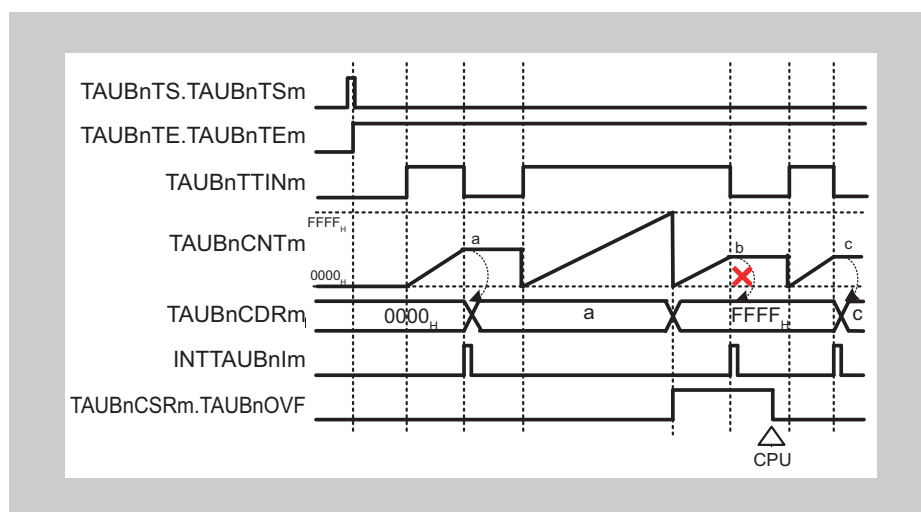 TAUBnTS.TAUBnTSm
TAUBnTE.TAUBnTEm
TAUBnTTINm
FFFFH
TAUBnCNTm
a
b
c
0000H
TAUBnCDRm
0000H
a
FFFFH
c
INTTAUBnIm
TAUBnCSRm.TAUBnOVF
CPU